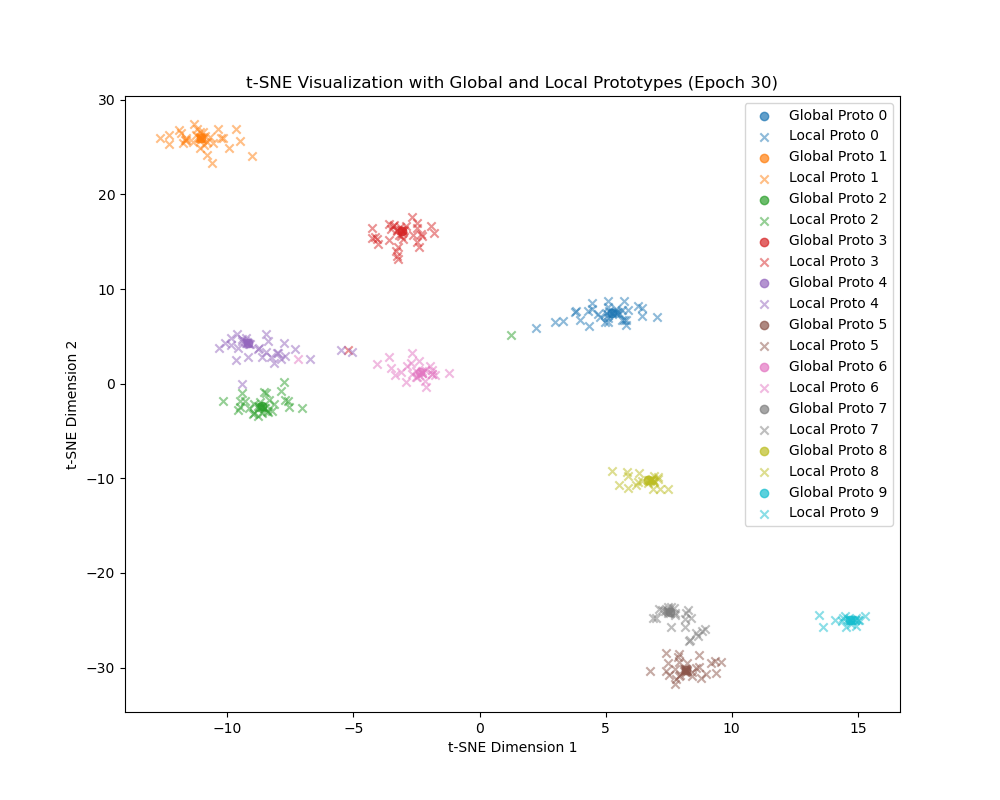 t-SNE Visualization with Global and Local Prototypes (Epoch 30)
30
20
10
0
−10
−20
−30
t-SNE Dimension 2
−10
−5
0
5
10
15
t-SNE Dimension 1
Global Proto 0
Local Proto 0
Global Proto 1
Local Proto 1
Global Proto 2
Local Proto 2
Global Proto 3
Local Proto 3
Global Proto 4
Local Proto 4
Global Proto 5
Local Proto 5
Global Proto 6
Local Proto 6
Global Proto 7
Local Proto 7
Global Proto 8
Local Proto 8
Global Proto 9
Local Proto 9